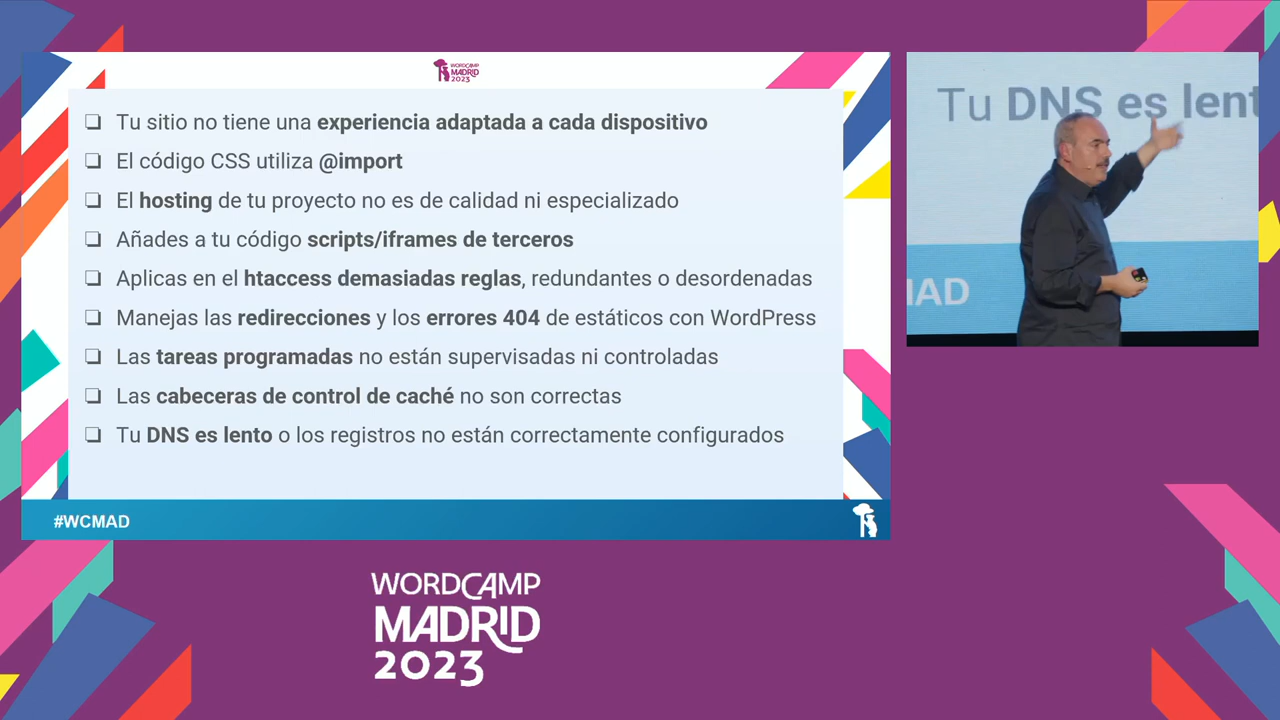 WORDCAMP
MADRID
2023
Tu sitio no tiene una experiencia adaptada a cada dispositivo
El código CSS utiliza @import
El hosting de tu proyecto no es de calidad ni especializado
Añades a tu código scripts/iframes de terceros
Aplicas en el htaccess demasiadas reglas, redundantes o desordenadas
Manejas las redirecciones y los errores 404 de estáticos con WordPress
Las tareas programadas no están supervisadas ni controladas
Las cabeceras de control de caché no son correctas
Tu DNS es lento o los registros no están correctamente configurados
#WCMAD
Tu DNS es lent
MAD
WORDCAMP
MADRID
2023